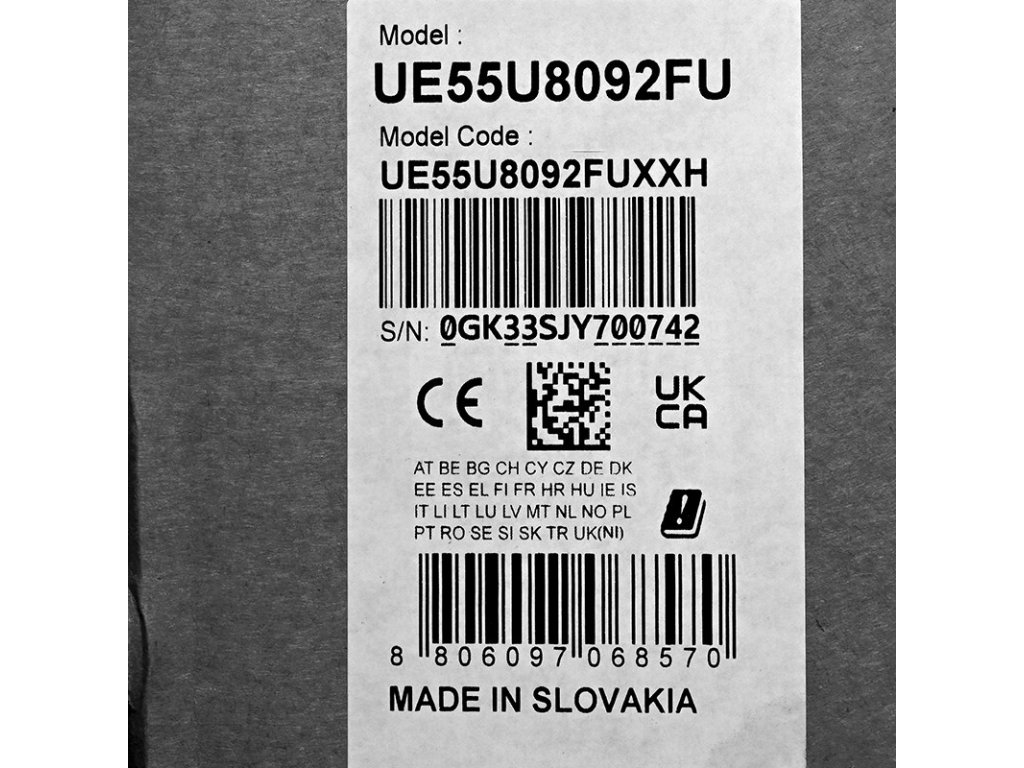 Model :
UE55U8092FU
Model Code :
UE55U8092FUXXH
S/N: 0GK33SJY700742
CE
UK
CA
AT BE BG CH CY CZ DE DK
EE ES EL FI FR HR HU IE IS
IT LI LT LU LV MT NL NO PL
PT RO SE SI SK TR UK(NI)
8 806097 068570
MADE IN SLOVAKIA